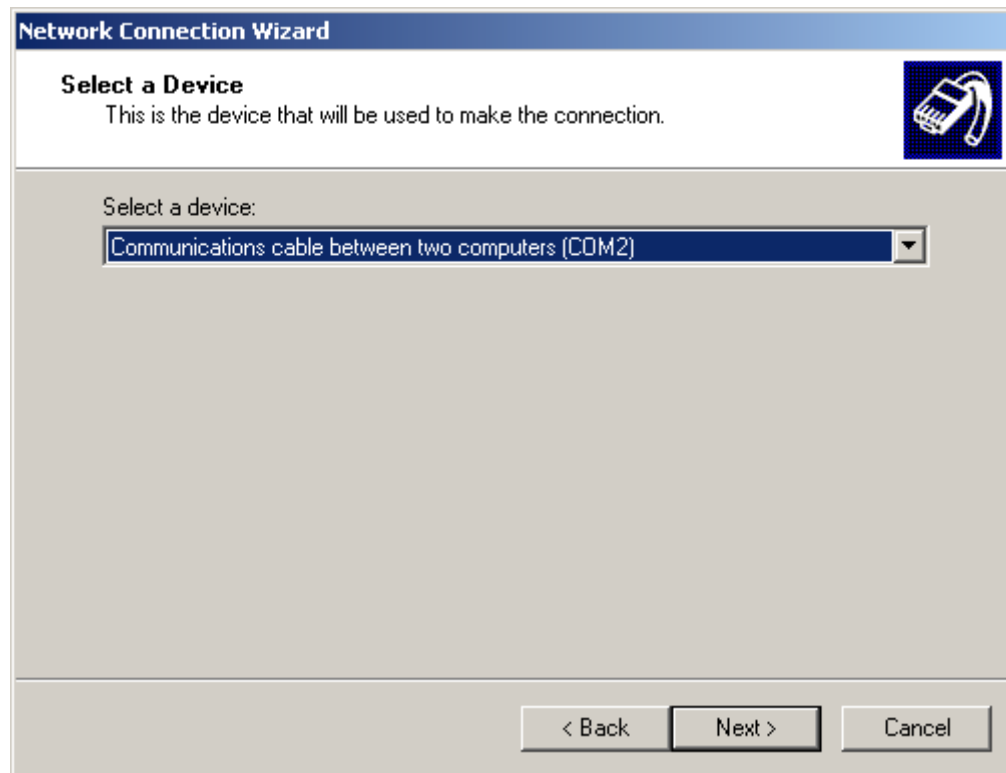 Network Connection Wizard
Select a Device
This is the device that will be used to make the connection.
Select a device:
Communications cable between two computers (COM2)
< Back Next > Cancel